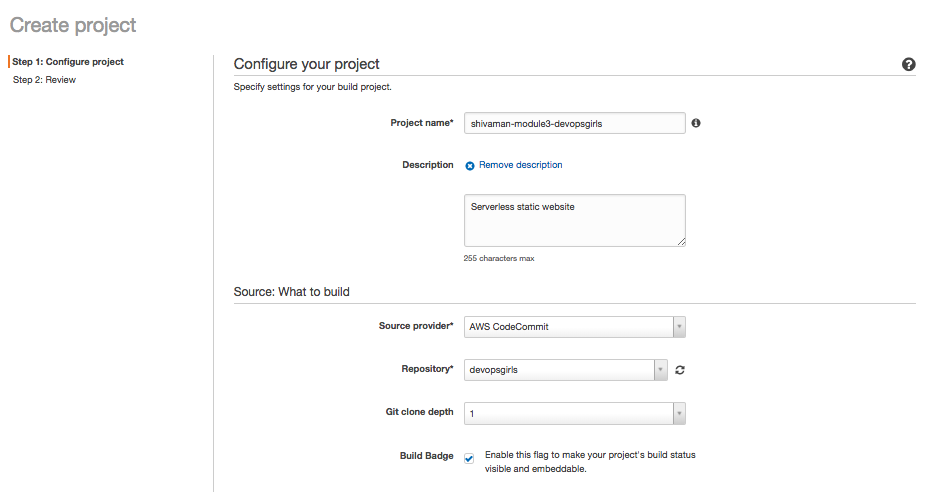 Create project
Step 1: Configure project
Step 2: Review
Configure your project
Specify settings for your build project.
Project name* shivaman-module3-devopsgirls
Description Remove description
Serverless static website
255 characters max
Source: What to build
Source provider* AWS CodeCommit
Repository* devopsgirls
Git clone depth 1
Build Badge Enable this flag to make your project's build status
visible and embeddable.